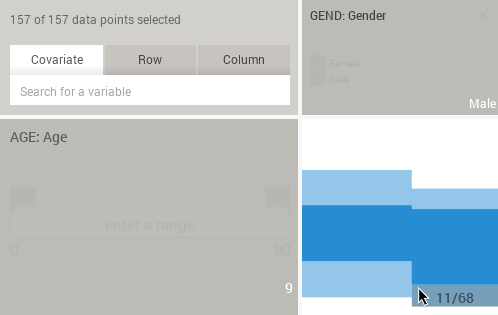 157 of 157 data points selected
GEND: Gender
Covariate
Row
Column
Female
Male
Search for a variable
Male
AGE: Age
enter a range
0
80
9
11/68